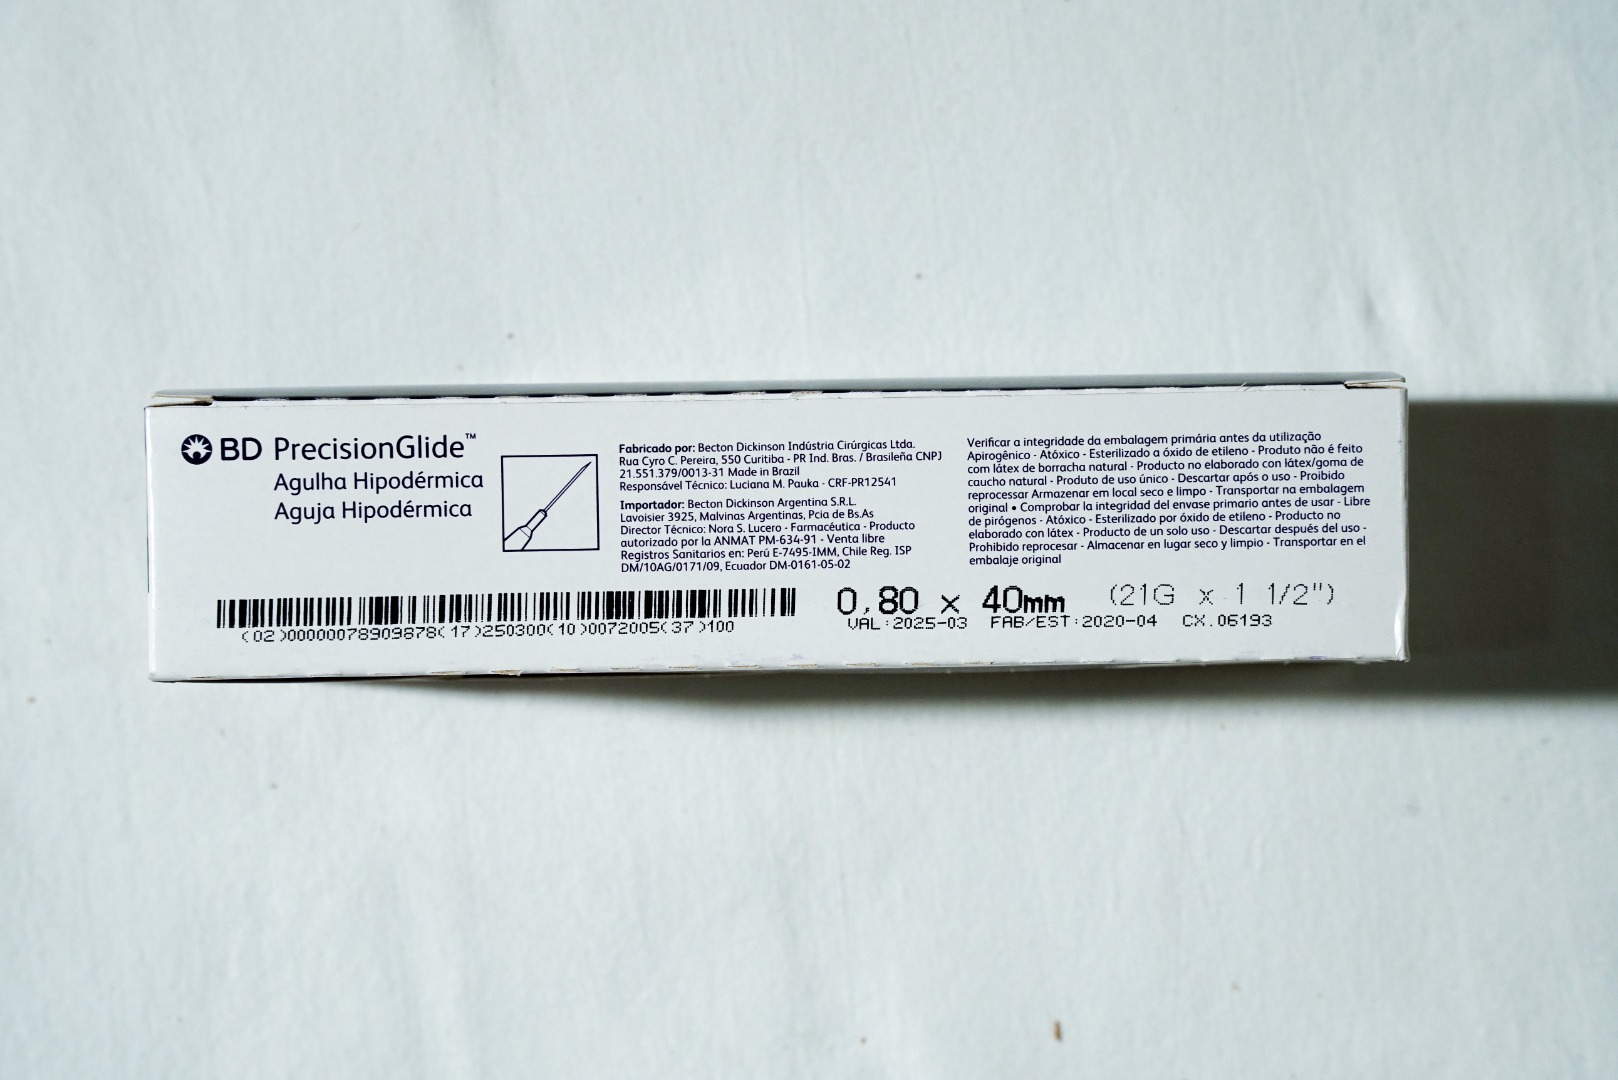 BD PrecisionGlide™
Agulha Hipodérmica
Aguja Hipodérmica
Fabricado por: Becton Dickinson Indústria Cirúrgicas Ltda.
Rua Cyro C. Pereira, 550 Curitiba - PR Ind. Bras. / Brasileña CNPJ
21.551.379/0013-31 Made in Brazil
Responsável Técnico: Luciana M. Pauka - CRF-PR12541
Importador: Becton Dickinson Argentina S.R.L.
Lavoisier 3925, Malvinas Argentinas, Pcia de Bs.As
Director Técnico: Nora S. Lucero - Farmacéutica - Producto
autorizado por la ANMAT PM-634-91 - Venta libre
Registros Sanitarios en: Perú E-7495-IMM, Chile Reg. ISP
DM/10AG/0171/09, Ecuador DM-0161-05-02
Verificar a integridade da embalagem primária antes da utilização
Apirogênico - Atóxico - Esterilizado a óxido de etileno - Produto não é feito
com látex de borracha natural - Producto no elaborado con látex/goma de
caucho natural - Produto de uso único - Descartar após o uso - Proibido
reprocessar Armazenar em local seco e limpo - Transportar na embalagem
original • Comprobar la integridad del envase primario antes de usar - Libre
de pirógenos - Atóxico - Esterilizado por óxido de etileno - Producto no
elaborado con látex - Producto de un solo uso - Descartar después del uso -
Prohibido reprocesar - Almacenar en lugar seco y limpio - Transportar en el
embalaje original
(02)00000078909878(17)250300(10)0072005(37)100
0,80 x 40mm (21G x 1 1/2")
VAL:2025-03 FAB/EST:2020-04 CX.06193